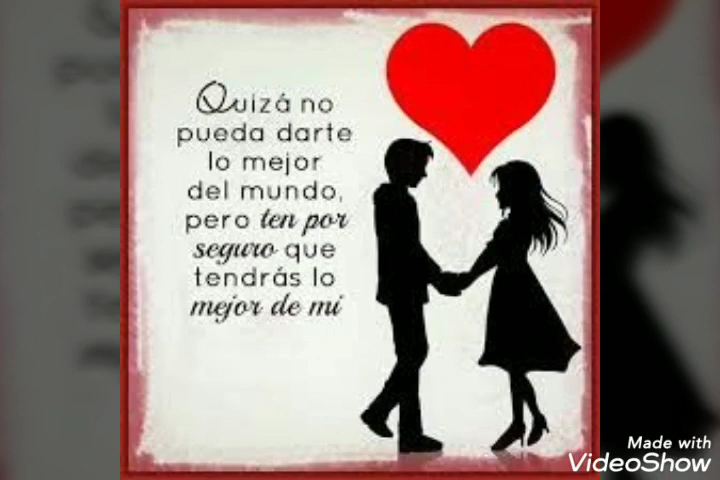 Quizá no
pueda darte
lo mejor
del mundo,
pero ten por
seguro que
tendrás lo
mejor de mí
Made with
VideoShow